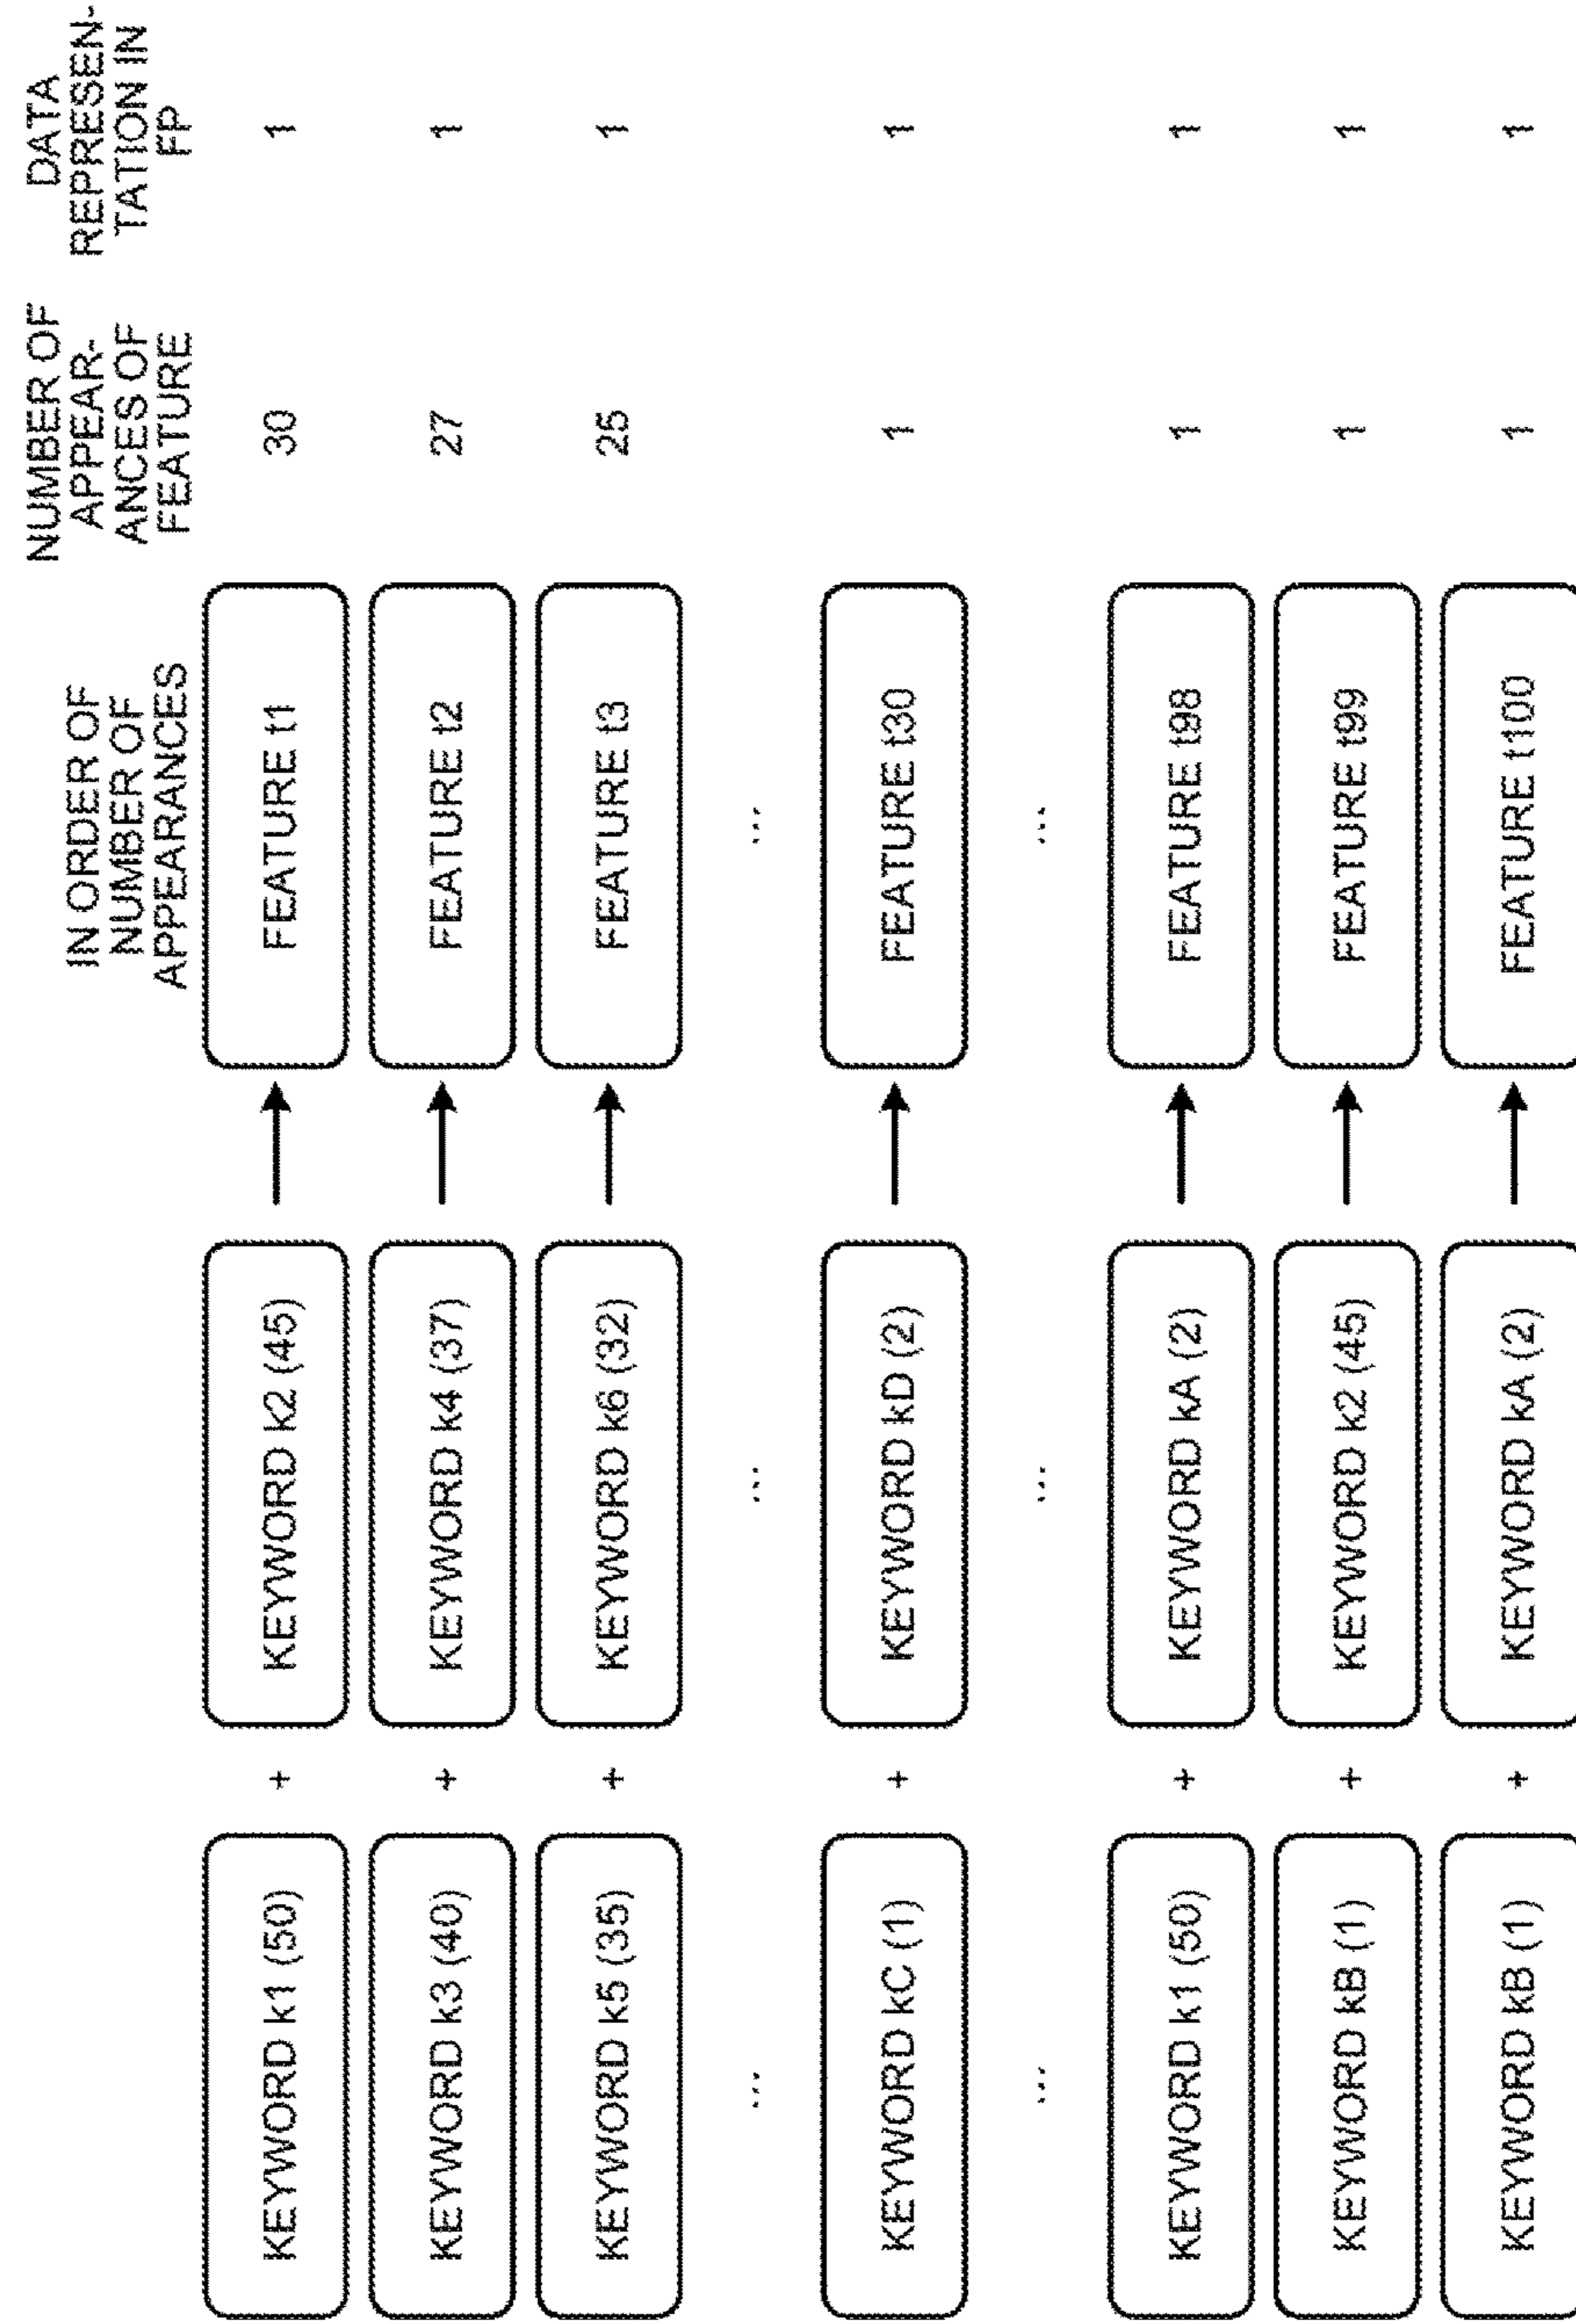 IN ORDER OF
NUMBER OF
APPEARANCES
NUMBER OF
APPEAR-
ANCES OF
FEATURE
DATA
REPRESEN-
TATION IN
FP
KEYWORD k1 (50) + KEYWORD k2 (45) FEATURE t1 30 1
KEYWORD k3 (40) + KEYWORD k4 (37) FEATURE t2 27 1
KEYWORD k5 (35) + KEYWORD k6 (32) FEATURE t3 25 1
... ... ...
KEYWORD kC (1) + KEYWORD kD (2) FEATURE t30 1 1
... ... ...
KEYWORD k1 (50) + KEYWORD kA (2) FEATURE t98 1 1
KEYWORD kB (1) + KEYWORD k2 (45) FEATURE t99 1 1
KEYWORD kB (1) + KEYWORD kA (2) FEATURE t100 1 1